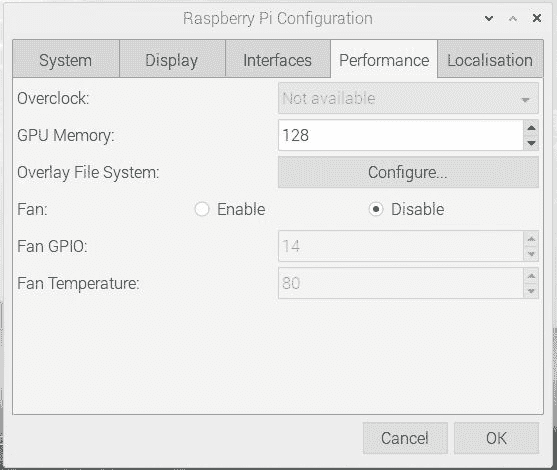 Raspberry Pi Configuration
System Display Interfaces Performance Localisation
Overclock: Not available
GPU Memory: 128
Overlay File System: Configure...
Fan: Enable Disable
Fan GPIO: 14
Fan Temperature: 80
Cancel OK